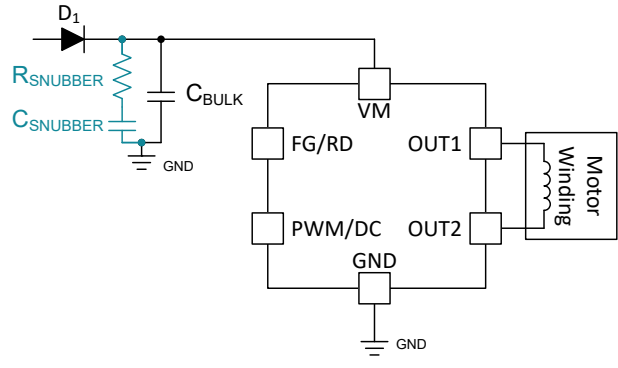 D1
RSNUBBER
CSNUBBER
CBULK
GND
VM
FG/RD
OUT1
PWM/DC
OUT2
GND
GND
Motor
Winding